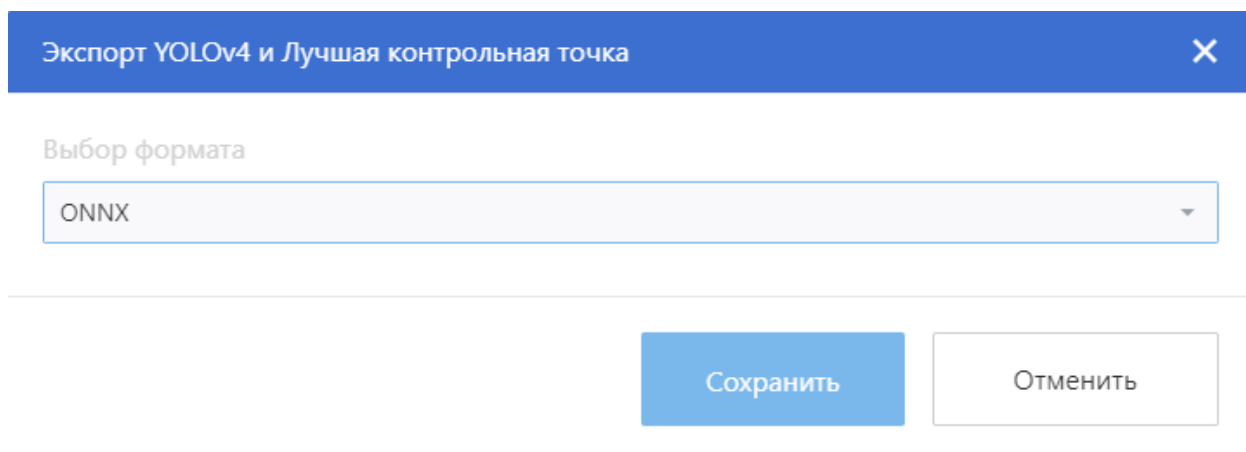 Экспорт YOLOv4 и Лучшая контрольная точка
Выбор формата
ONNX
Сохранить
Отменить